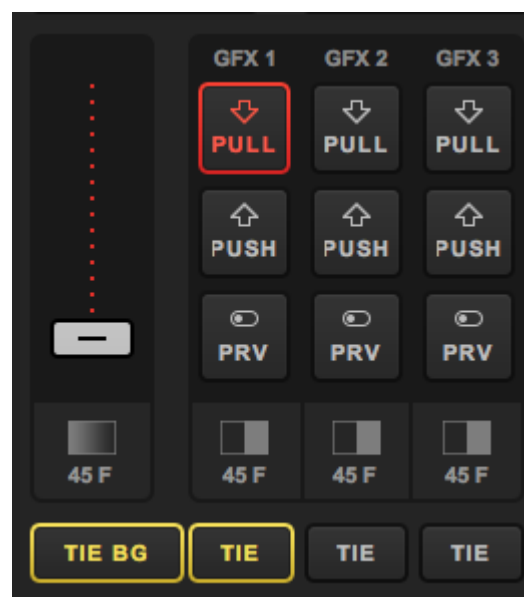 GFX 1 GFX 2 GFX 3
PULL PULL PULL
PUSH PUSH PUSH
PRV PRV PRV
45 F 45 F 45 F 45 F
TIE BG TIE TIE TIE